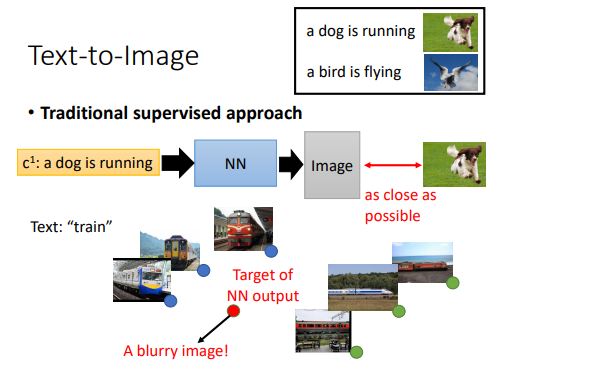 a dog is running
Text-to-Image
a bird is flying
• Traditional supervised approach
c¹: a dog is running
NN
Image
as close as
possible
Text: “train”
Target of
NN output
A blurry image!